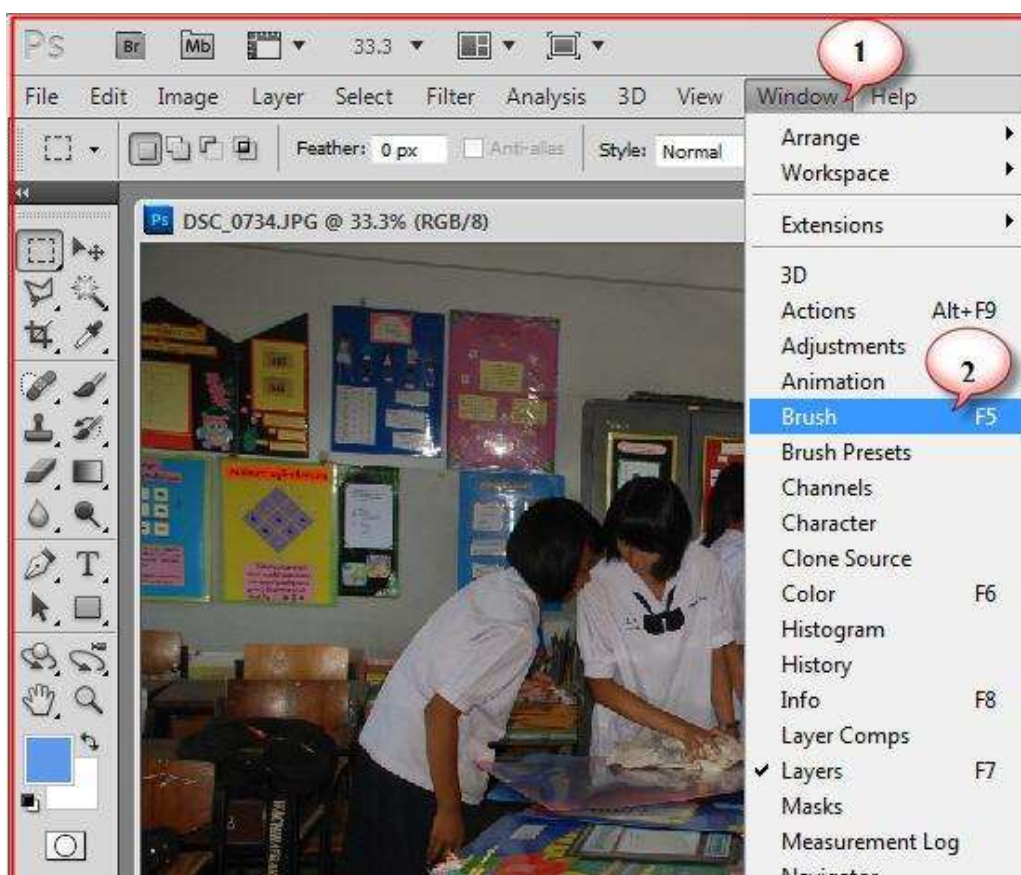 Ps Br Mb 33.3
1
File Edit Image Layer Select Filter Analysis 3D View Window Help
Feather: 0 px Anti-alias Style: Normal
DSC_0734.JPG @ 33.3% (RGB/8)
Arrange
Workspace
Extensions
3D
Actions Alt+F9
Adjustments
Animation
2
Brush F5
Brush Presets
Channels
Character
Clone Source
Color F6
Histogram
History
Info F8
Layer Comps
Layers F7
Masks
Measurement Log